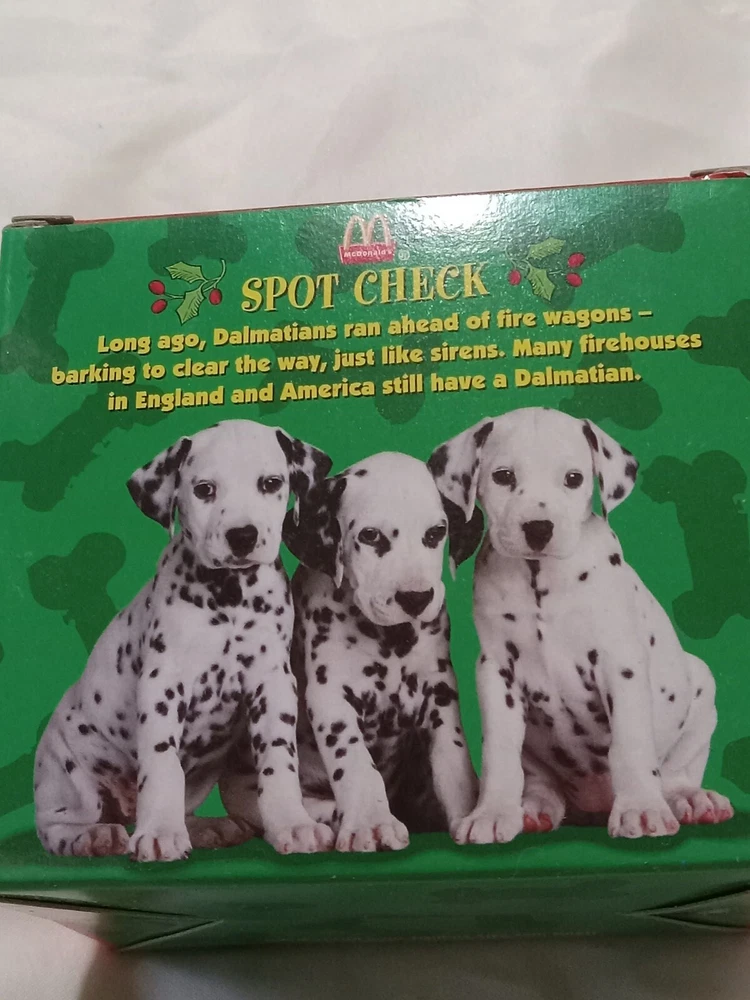 McDonald's ®
SPOT CHECK
Long ago, Dalmatians ran ahead of fire wagons –
barking to clear the way, just like sirens. Many firehouses
in England and America still have a Dalmatian.